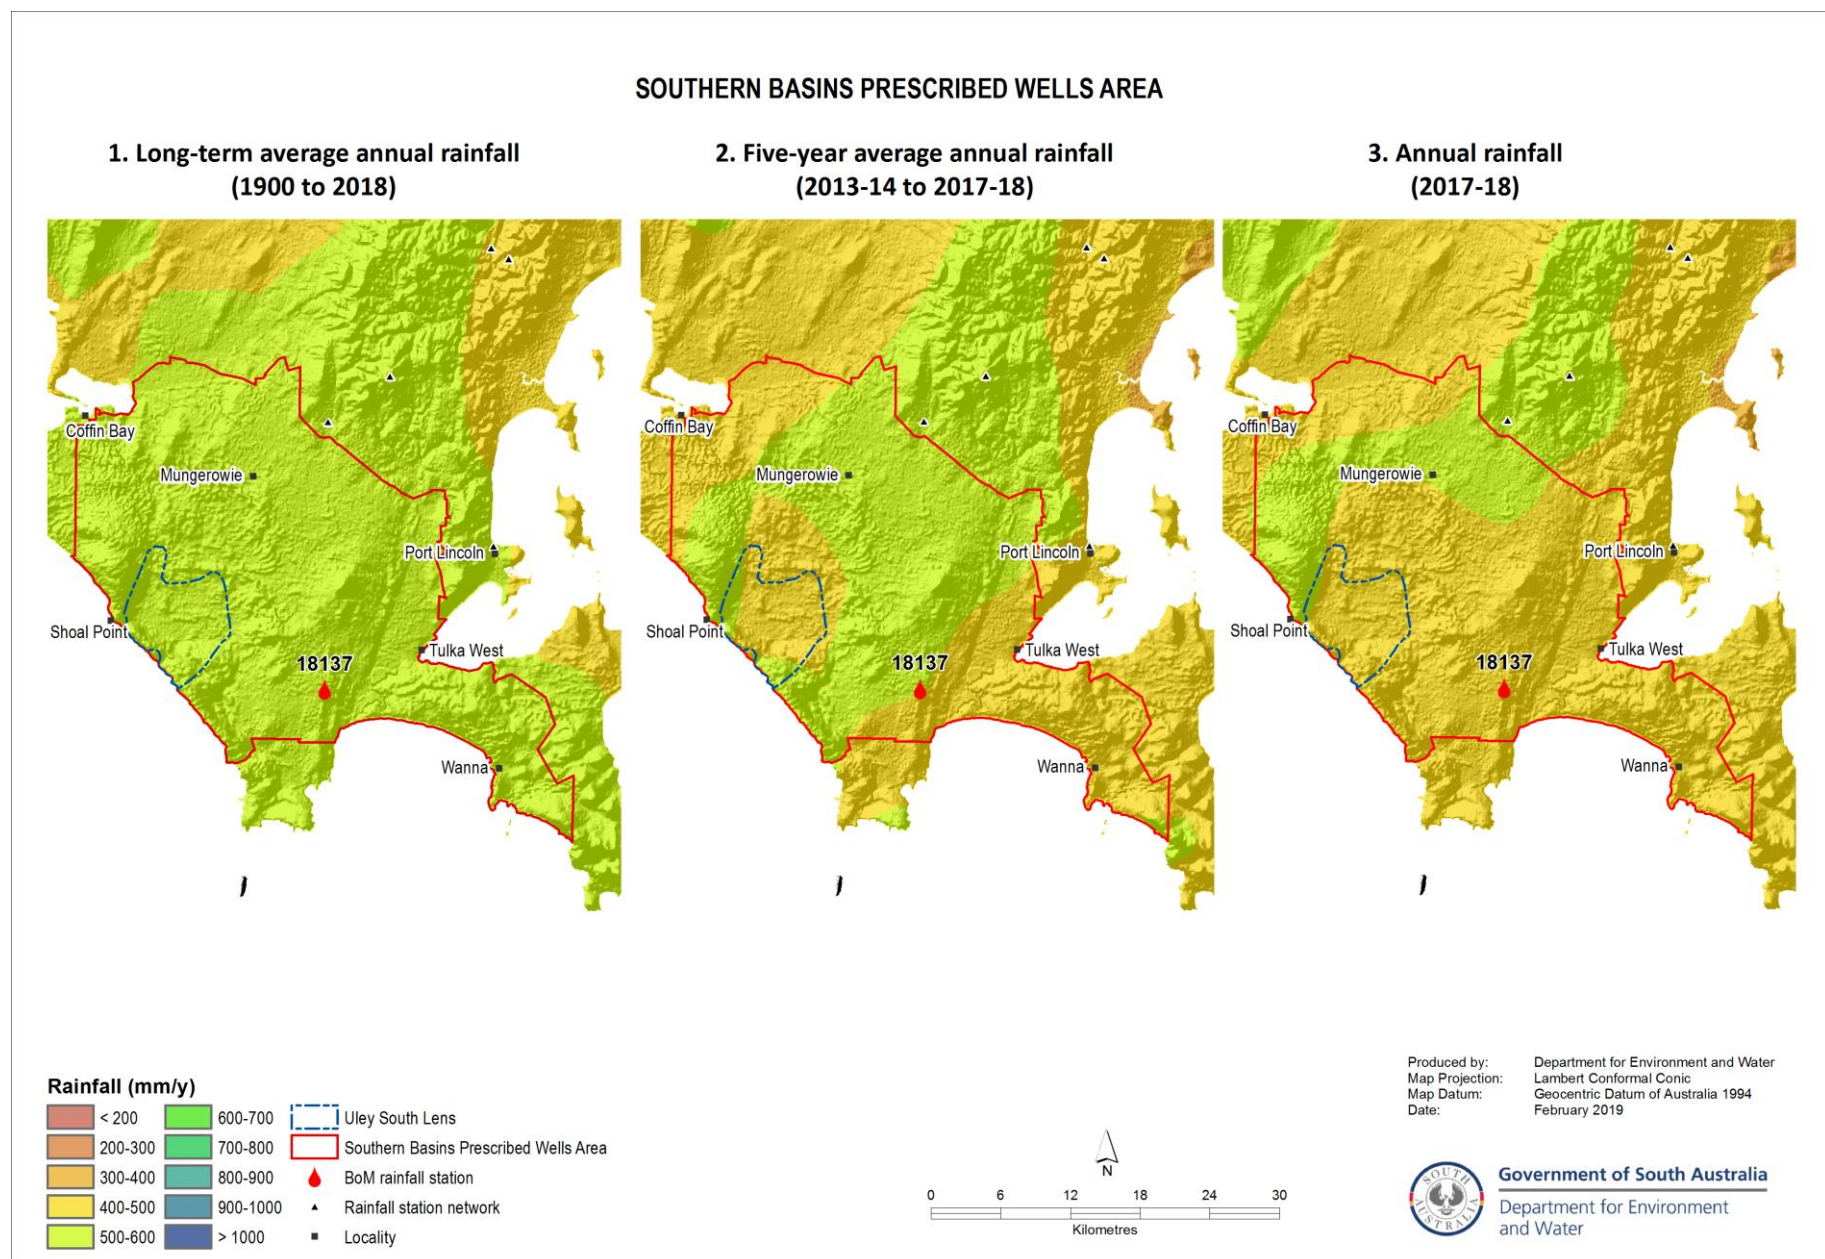 SOUTHERN BASINS PRESCRIBED WELLS AREA
1. Long-term average annual rainfall
(1900 to 2018)
2. Five-year average annual rainfall
(2013-14 to 2017-18)
3. Annual rainfall
(2017-18)
Coffin Bay
Mungerowie
Port Lincoln
Shoal Point
Tulka West
18137
Wanna
Coffin Bay
Mungerowie
Port Lincoln
Shoal Point
Tulka West
18137
Wanna
Coffin Bay
Mungerowie
Port Lincoln
Shoal Point
Tulka West
18137
Wanna
Rainfall (mm/y)
< 200
200-300
300-400
400-500
500-600
600-700
700-800
800-900
900-1000
> 1000
Uley South Lens
Southern Basins Prescribed Wells Area
BoM rainfall station
Rainfall station network
Locality
N
0 6 12 18 24 30
Kilometres
Produced by: Department for Environment and Water
Map Projection: Lambert Conformal Conic
Map Datum: Geocentric Datum of Australia 1994
Date: February 2019
SOUTH AUSTRALIA
Government of South Australia
Department for Environment
and Water